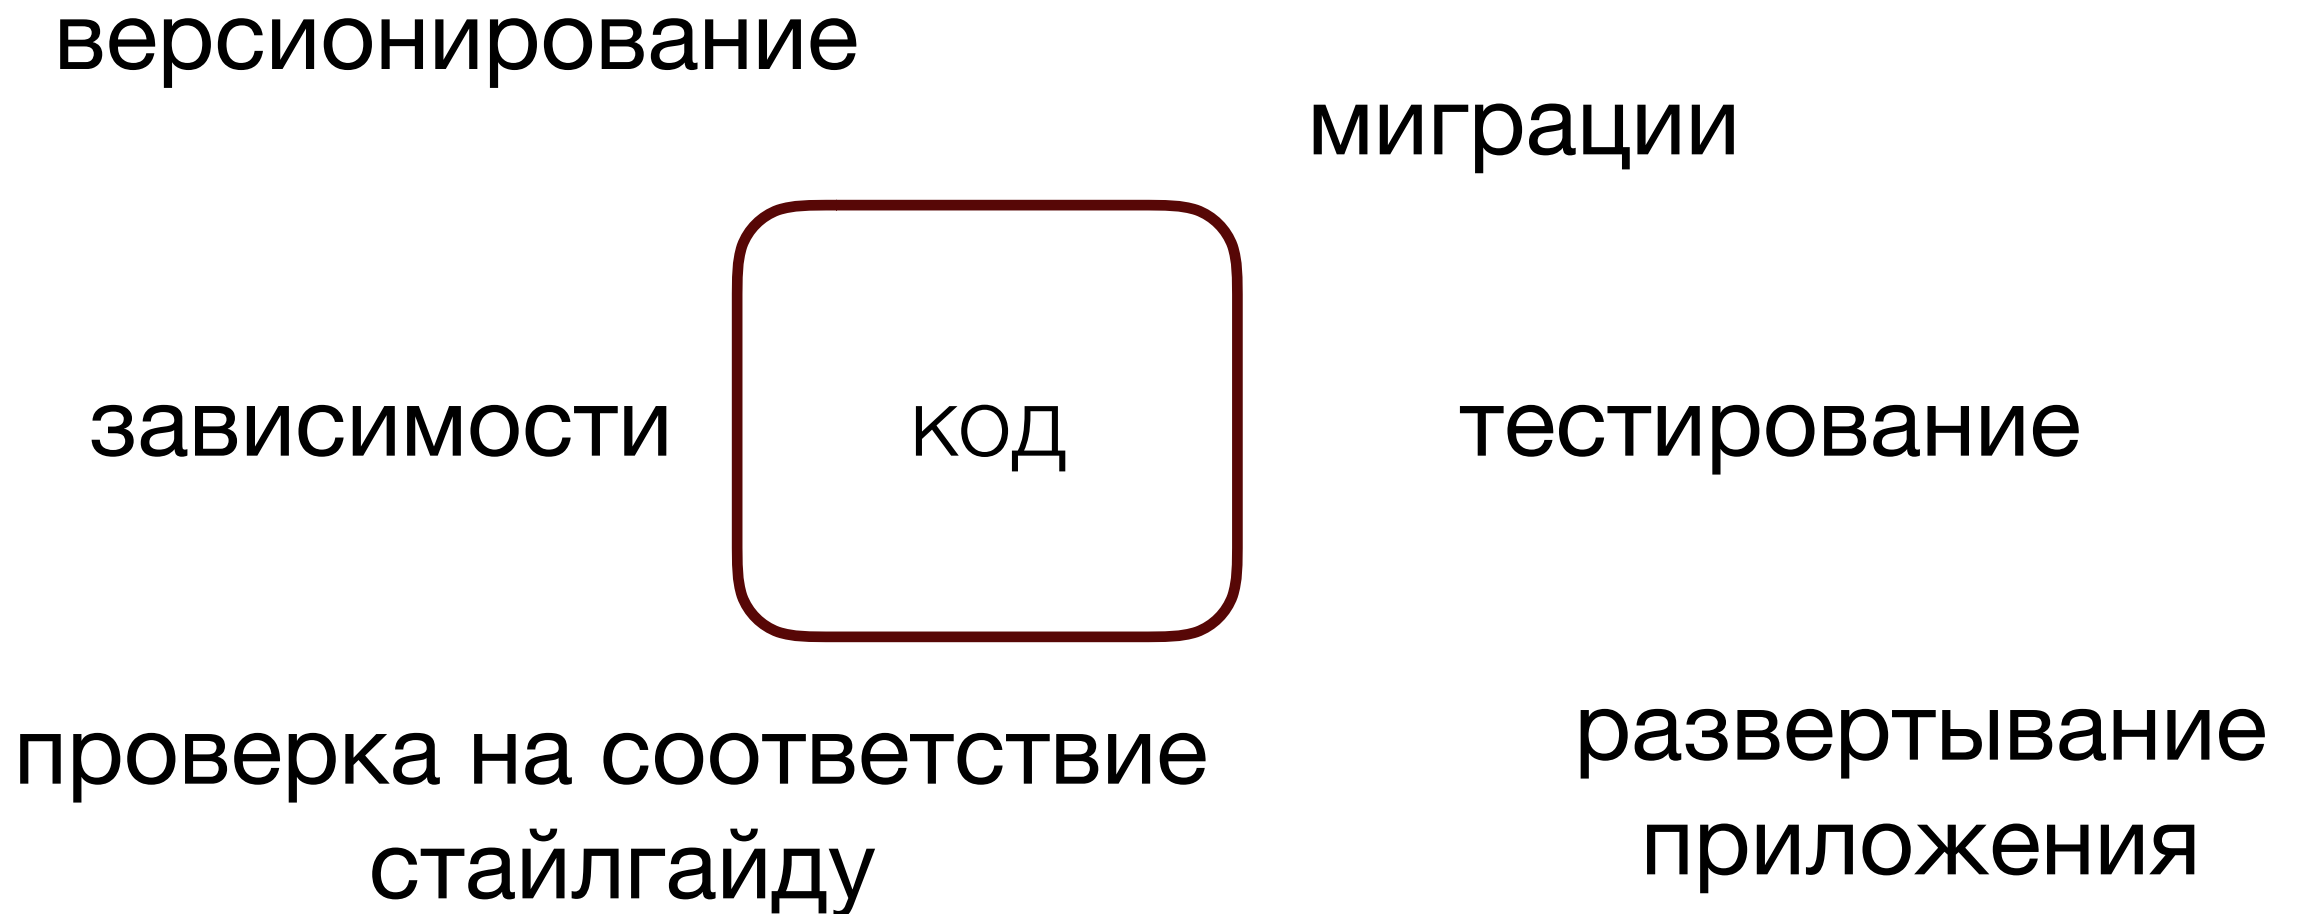 версионирование
миграции
зависимости
код
тестирование
проверка на соответствие
стайлгайду
развертывание
приложения